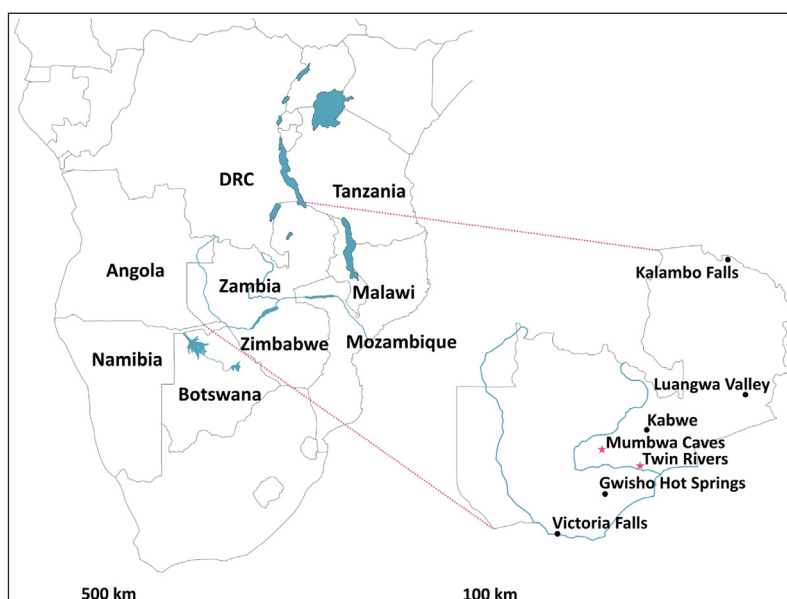 DRC
Tanzania
Angola
Zambia
Malawi
Namibia
Zimbabwe
Mozambique
Botswana
Kalambo Falls
Luangwa Valley
Kabwe
Mumbwa Caves
Twin Rivers
Gwisho Hot Springs
Victoria Falls
500 km
100 km